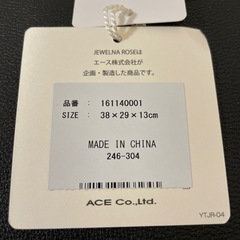 JEWELNA ROSEは
エース株式会社が
企画・製造した商品です。
品番 : 161140001
SIZE : 38×29×13cm
MADE IN CHINA
246-304
ACE Co.,Ltd.
YTJR-04